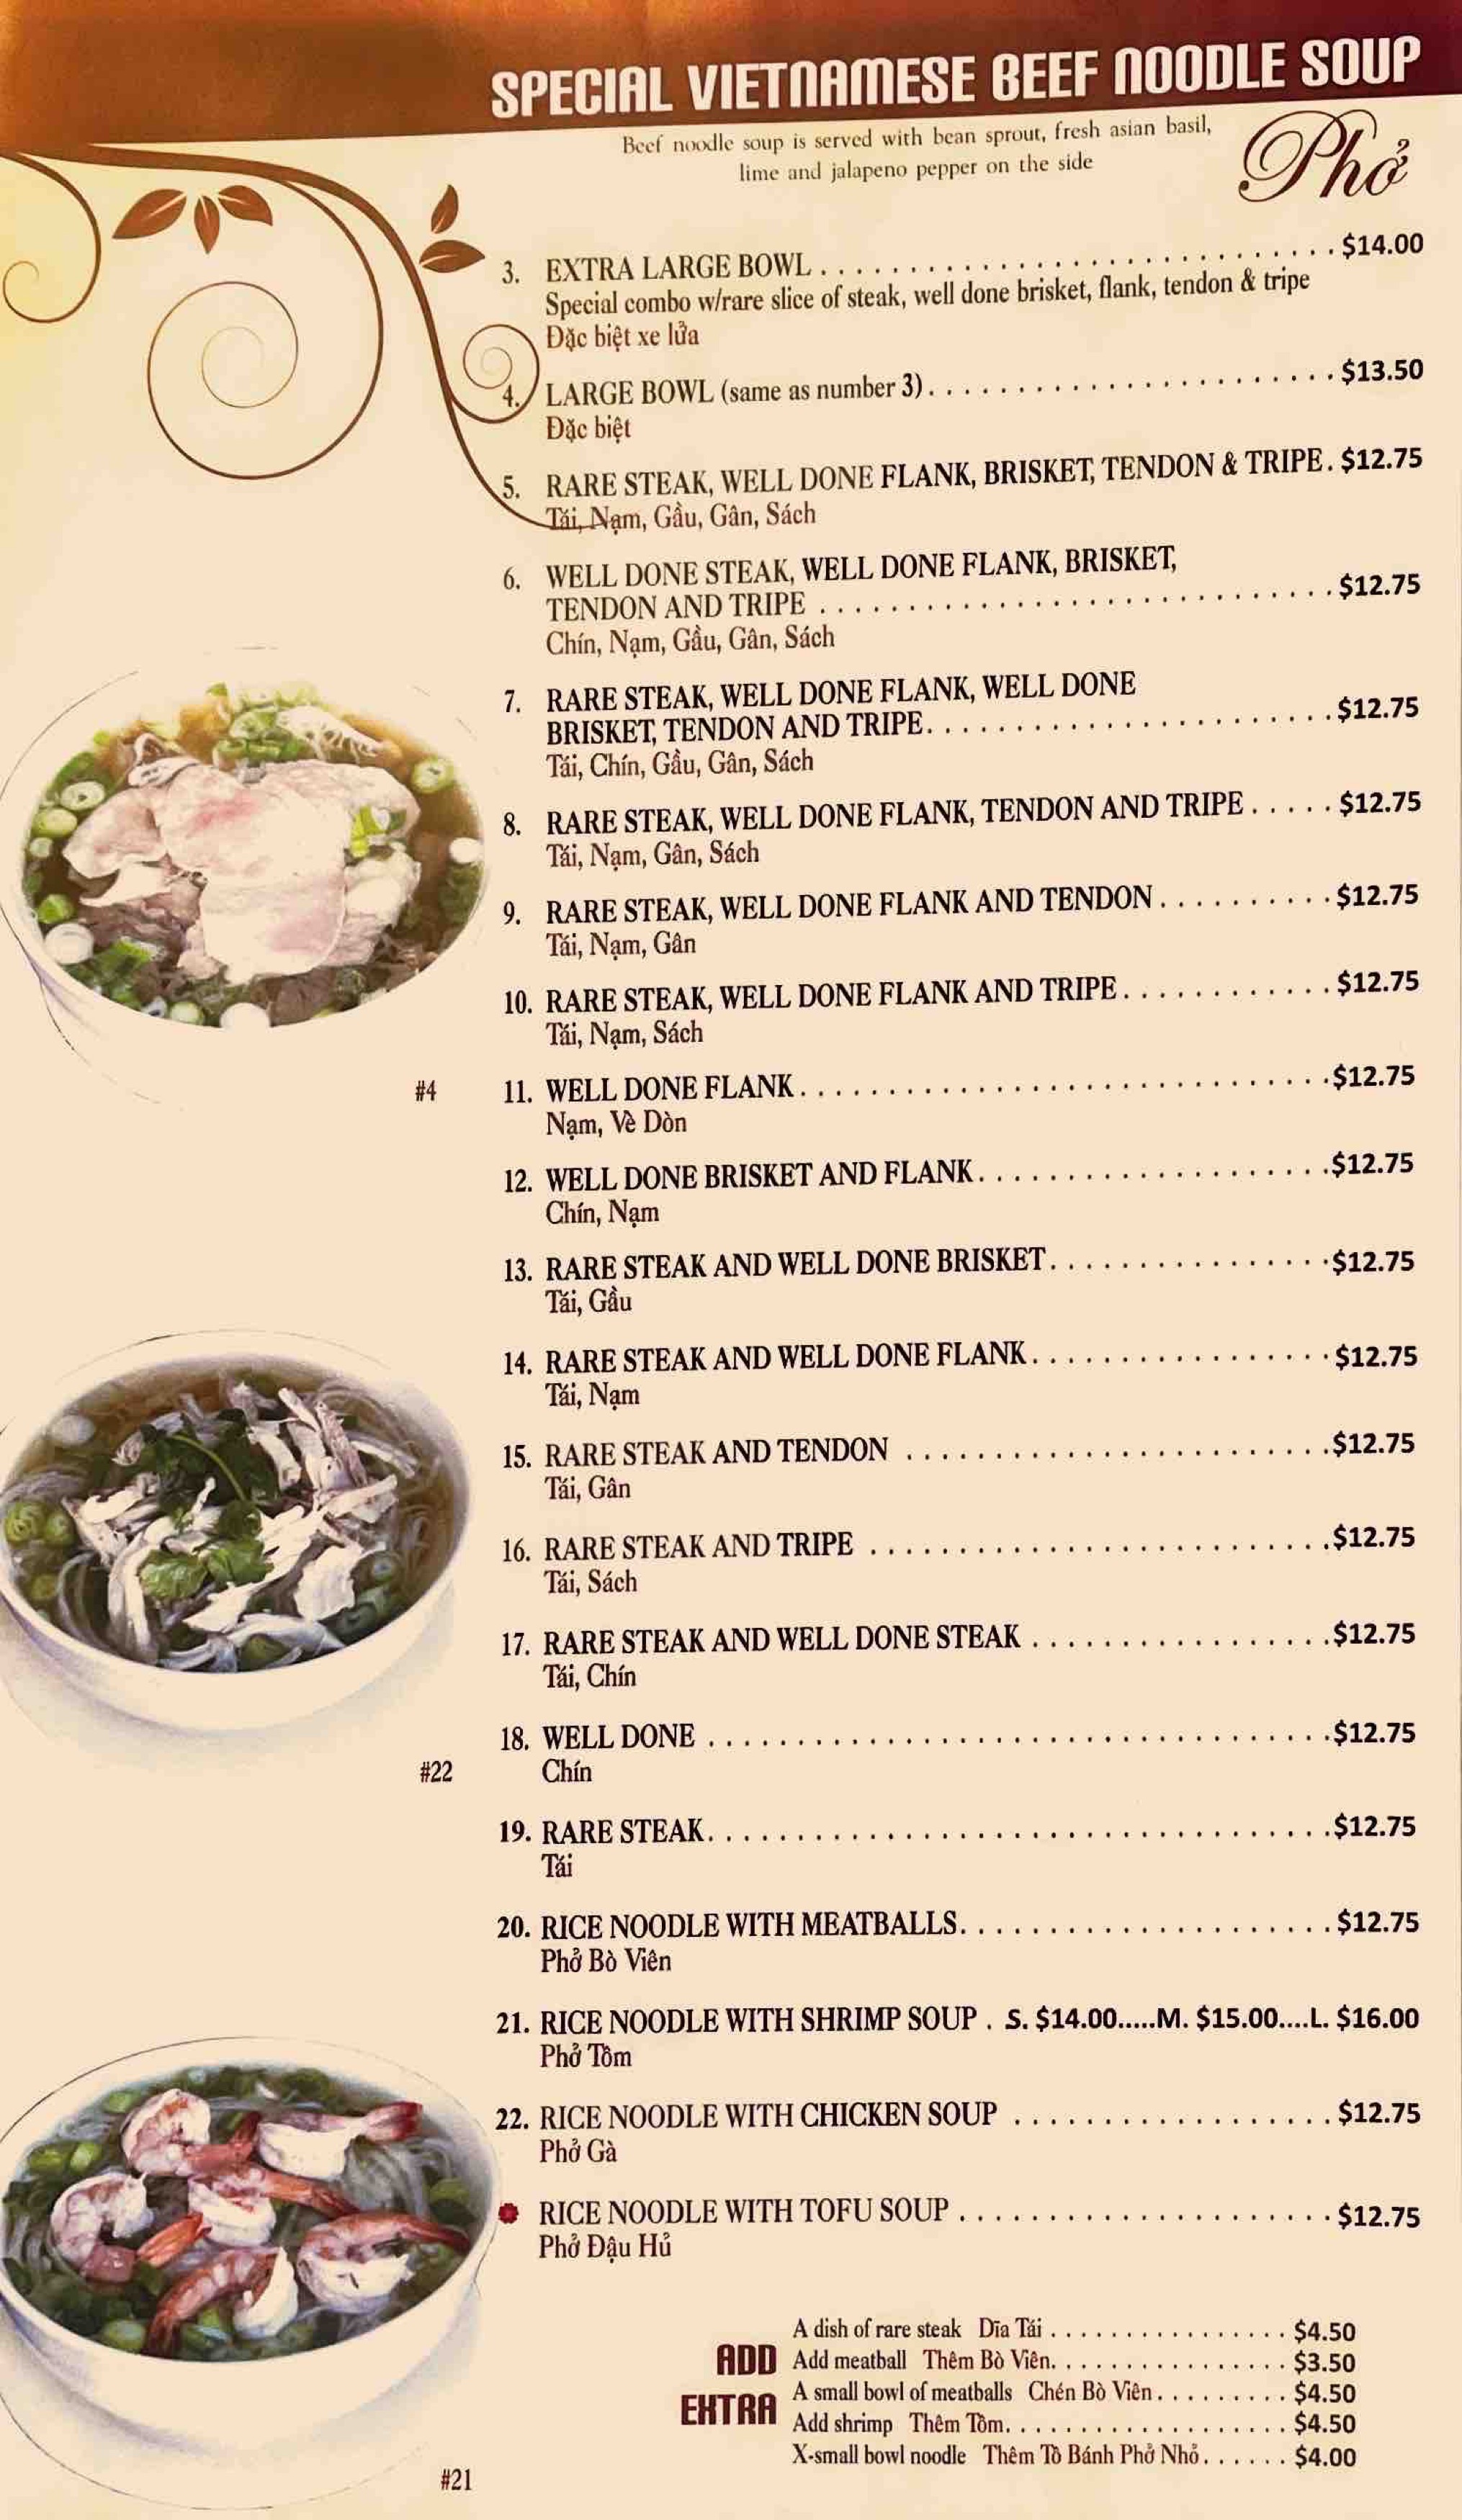 SPECIAL VIETNAMESE BEEF NOODLE SOUP
Beef noodle soup is served with bean sprout, fresh asian basil,
lime and jalapeno pepper on the side
Phở
3. EXTRA LARGE BOWL . . . . . . . . . . . . . . . . . . . . . . . . . . . . . $14.00
Special combo w/rare slice of steak, well done brisket, flank, tendon & tripe
Đặc biệt xe lửa
4. LARGE BOWL (same as number 3). . . . . . . . . . . . . . . . . . . . . . . $13.50
Đặc biệt
5. RARE STEAK, WELL DONE FLANK, BRISKET, TENDON & TRIPE. $12.75
Tái, Nạm, Gầu, Gân, Sách
6. WELL DONE STEAK, WELL DONE FLANK, BRISKET,
TENDON AND TRIPE . . . . . . . . . . . . . . . . . . . . . . . . . . . . . $12.75
Chín, Nạm, Gầu, Gân, Sách
7. RARE STEAK, WELL DONE FLANK, WELL DONE
BRISKET, TENDON AND TRIPE. . . . . . . . . . . . . . . . . . . . . . . $12.75
Tái, Chín, Gầu, Gân, Sách
8. RARE STEAK, WELL DONE FLANK, TENDON AND TRIPE . . . . . $12.75
Tái, Nạm, Gân, Sách
9. RARE STEAK, WELL DONE FLANK AND TENDON . . . . . . . . . . $12.75
Tái, Nạm, Gân
10. RARE STEAK, WELL DONE FLANK AND TRIPE . . . . . . . . . . . . $12.75
Tái, Nạm, Sách
#4
11. WELL DONE FLANK. . . . . . . . . . . . . . . . . . . . . . . . . . . . . . $12.75
Nạm, Vè Dòn
12. WELL DONE BRISKET AND FLANK. . . . . . . . . . . . . . . . . . . . $12.75
Chín, Nạm
13. RARE STEAK AND WELL DONE BRISKET. . . . . . . . . . . . . . . . $12.75
Tái, Gầu
14. RARE STEAK AND WELL DONE FLANK. . . . . . . . . . . . . . . . . $12.75
Tái, Nạm
15. RARE STEAK AND TENDON . . . . . . . . . . . . . . . . . . . . . . . . $12.75
Tái, Gân
16. RARE STEAK AND TRIPE . . . . . . . . . . . . . . . . . . . . . . . . . . $12.75
Tái, Sách
17. RARE STEAK AND WELL DONE STEAK . . . . . . . . . . . . . . . . . $12.75
Tái, Chín
18. WELL DONE . . . . . . . . . . . . . . . . . . . . . . . . . . . . . . . . . . . $12.75
Chín
#22
19. RARE STEAK. . . . . . . . . . . . . . . . . . . . . . . . . . . . . . . . . . . $12.75
Tái
20. RICE NOODLE WITH MEATBALLS. . . . . . . . . . . . . . . . . . . . . $12.75
Phở Bò Viên
21. RICE NOODLE WITH SHRIMP SOUP . S. $14.00.....M. $15.00....L. $16.00
Phở Tôm
22. RICE NOODLE WITH CHICKEN SOUP . . . . . . . . . . . . . . . . . . $12.75
Phở Gà
RICE NOODLE WITH TOFU SOUP . . . . . . . . . . . . . . . . . . . . . $12.75
Phở Đậu Hủ
ADD EXTRA
A dish of rare steak Dĩa Tái . . . . . . . . . . . . . . . . $4.50
Add meatball Thêm Bò Viên. . . . . . . . . . . . . . . . $3.50
A small bowl of meatballs Chén Bò Viên . . . . . . . . . $4.50
Add shrimp Thêm Tôm. . . . . . . . . . . . . . . . . . . $4.50
X-small bowl noodle Thêm Tô Bánh Phở Nhỏ . . . . . . $4.00
#21